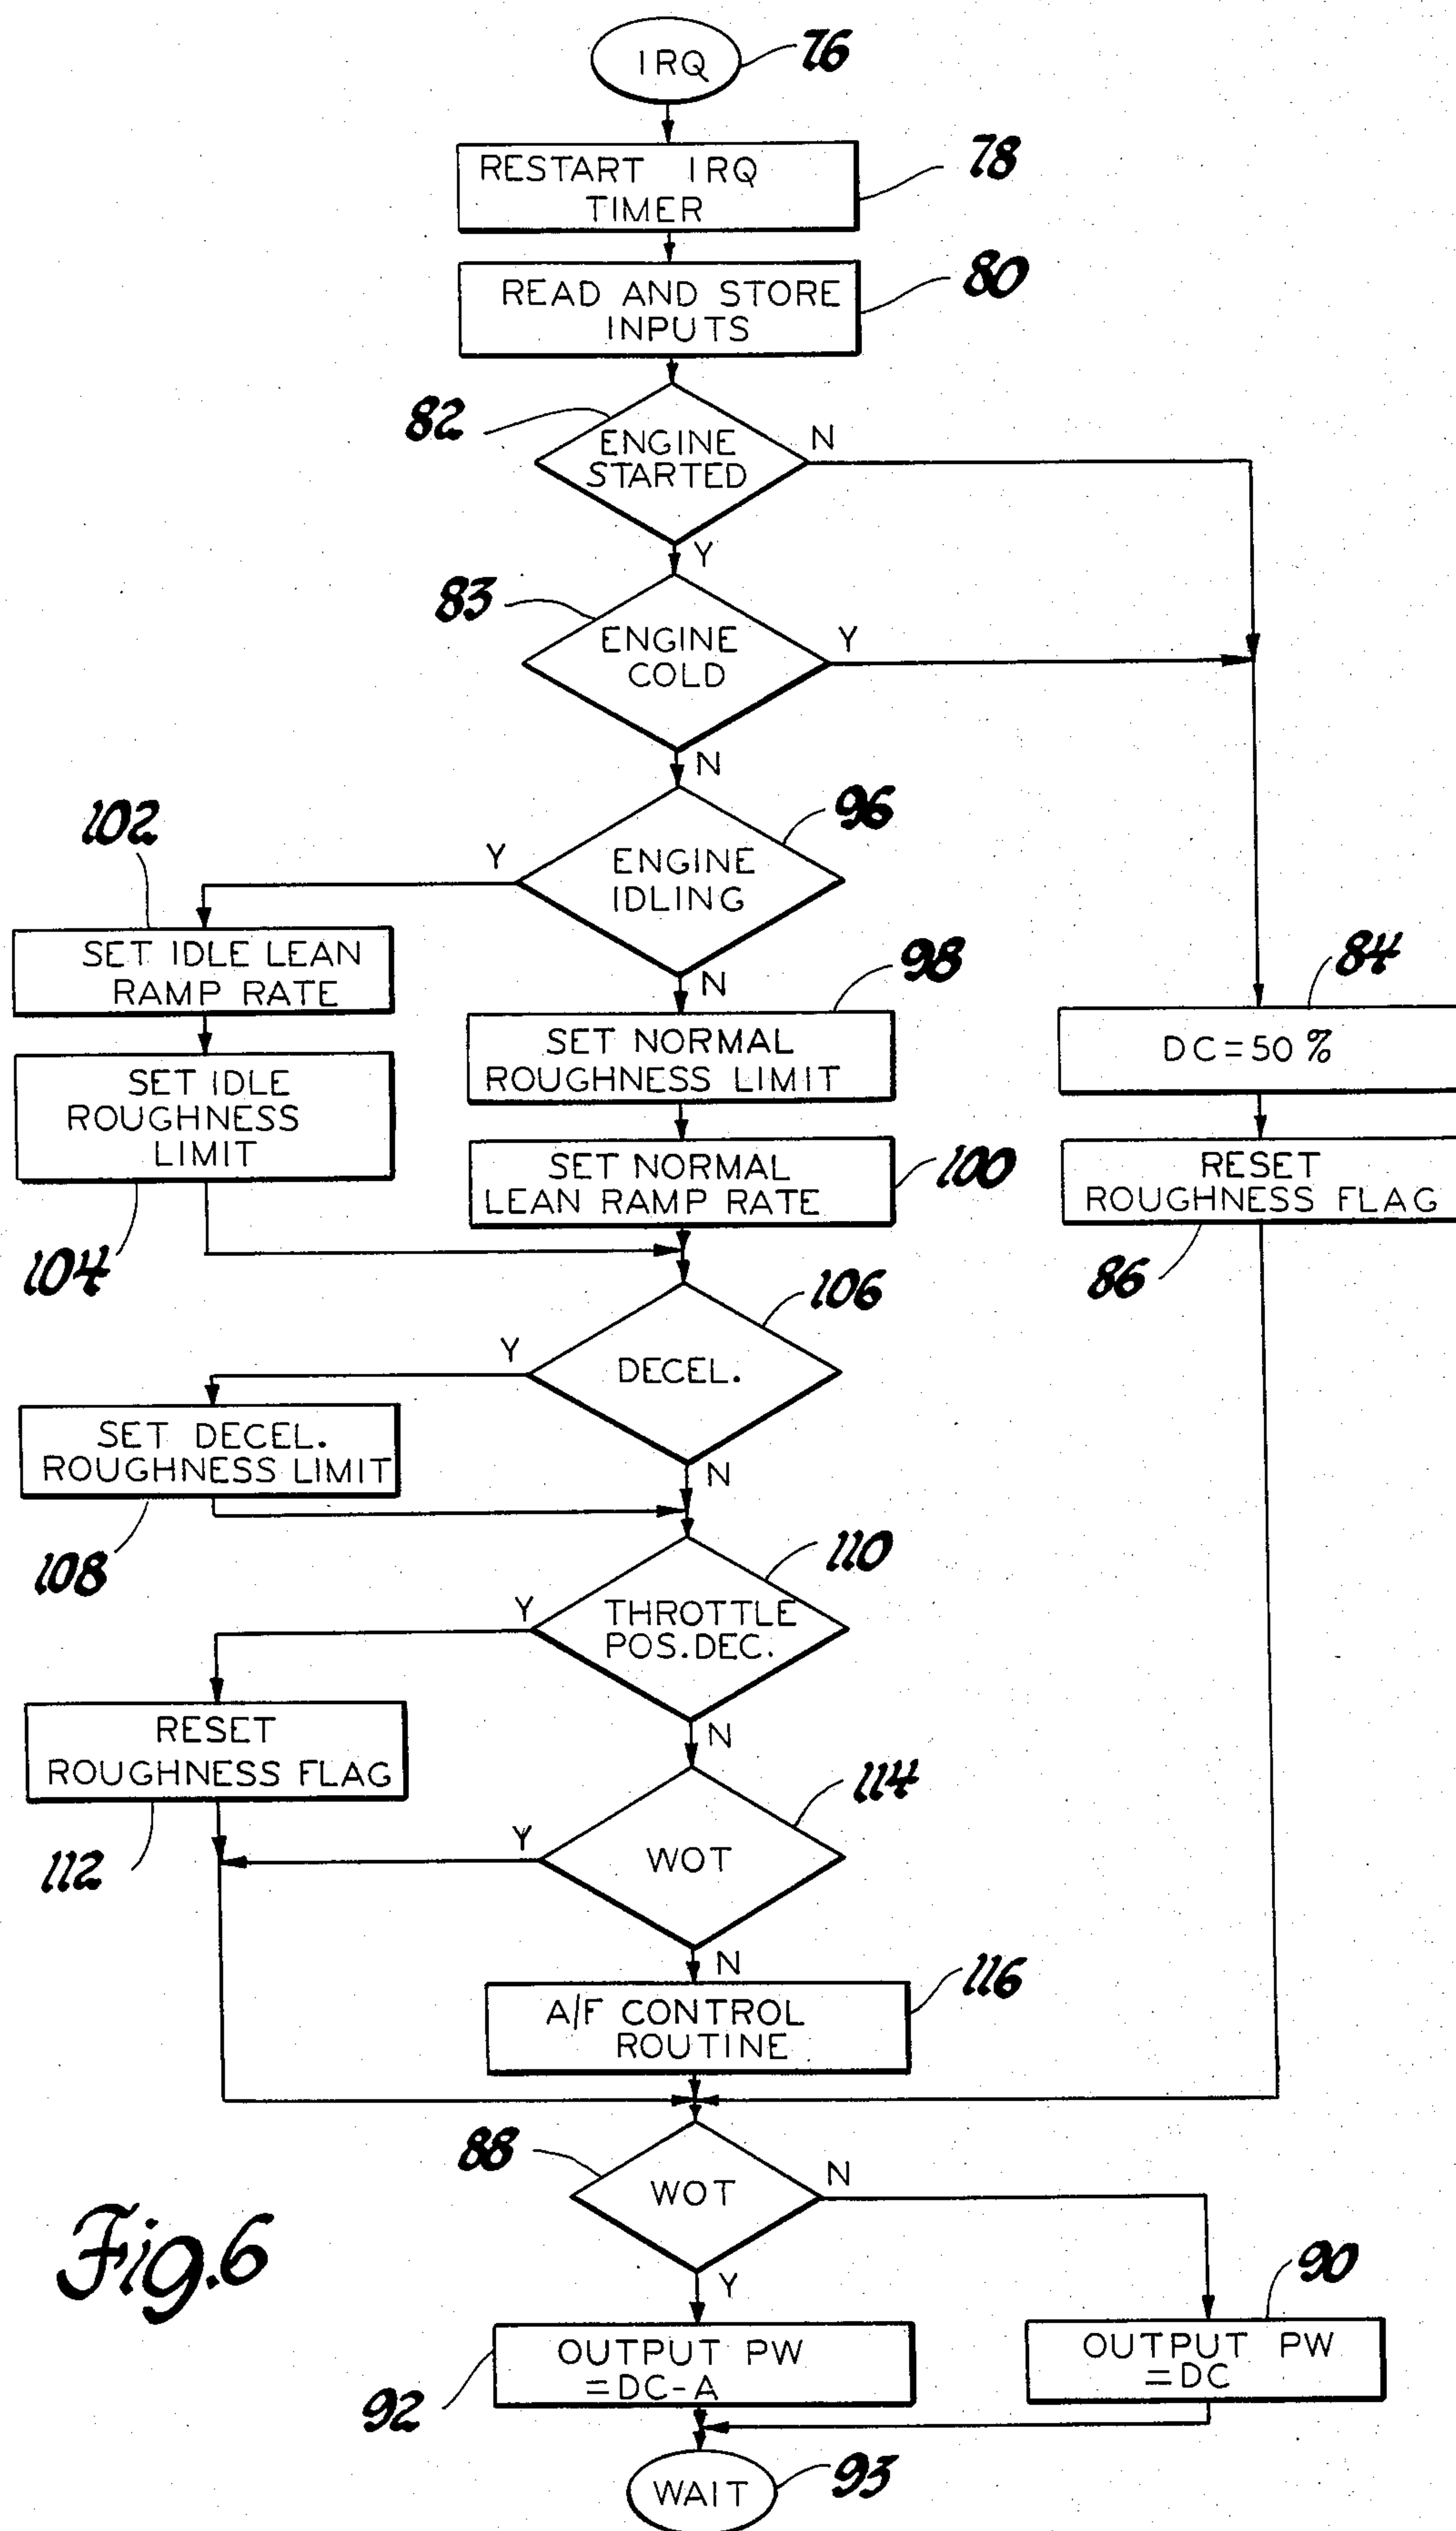 IRQ
76
RESTART IRQ
TIMER
78
READ AND STORE
INPUTS
80
82
ENGINE
STARTED
N
Y
83
ENGINE
COLD
Y
N
102
96
Y
ENGINE
IDLING
N
SET IDLE LEAN
RAMP RATE
98
84
SET NORMAL
ROUGHNESS LIMIT
DC=50%
SET IDLE
ROUGHNESS
LIMIT
SET NORMAL
LEAN RAMP RATE
100
RESET
ROUGHNESS FLAG
104
86
106
Y
DECEL.
N
SET DECEL.
ROUGHNESS LIMIT
108
110
Y
THROTTLE
POS.DEC.
N
RESET
ROUGHNESS FLAG
112
114
Y
WOT
N
A/F CONTROL
ROUTINE
116
88
WOT
N
Y
Fig.6
90
OUTPUT PW
=DC-A
OUTPUT PW
=DC
92
WAIT
93